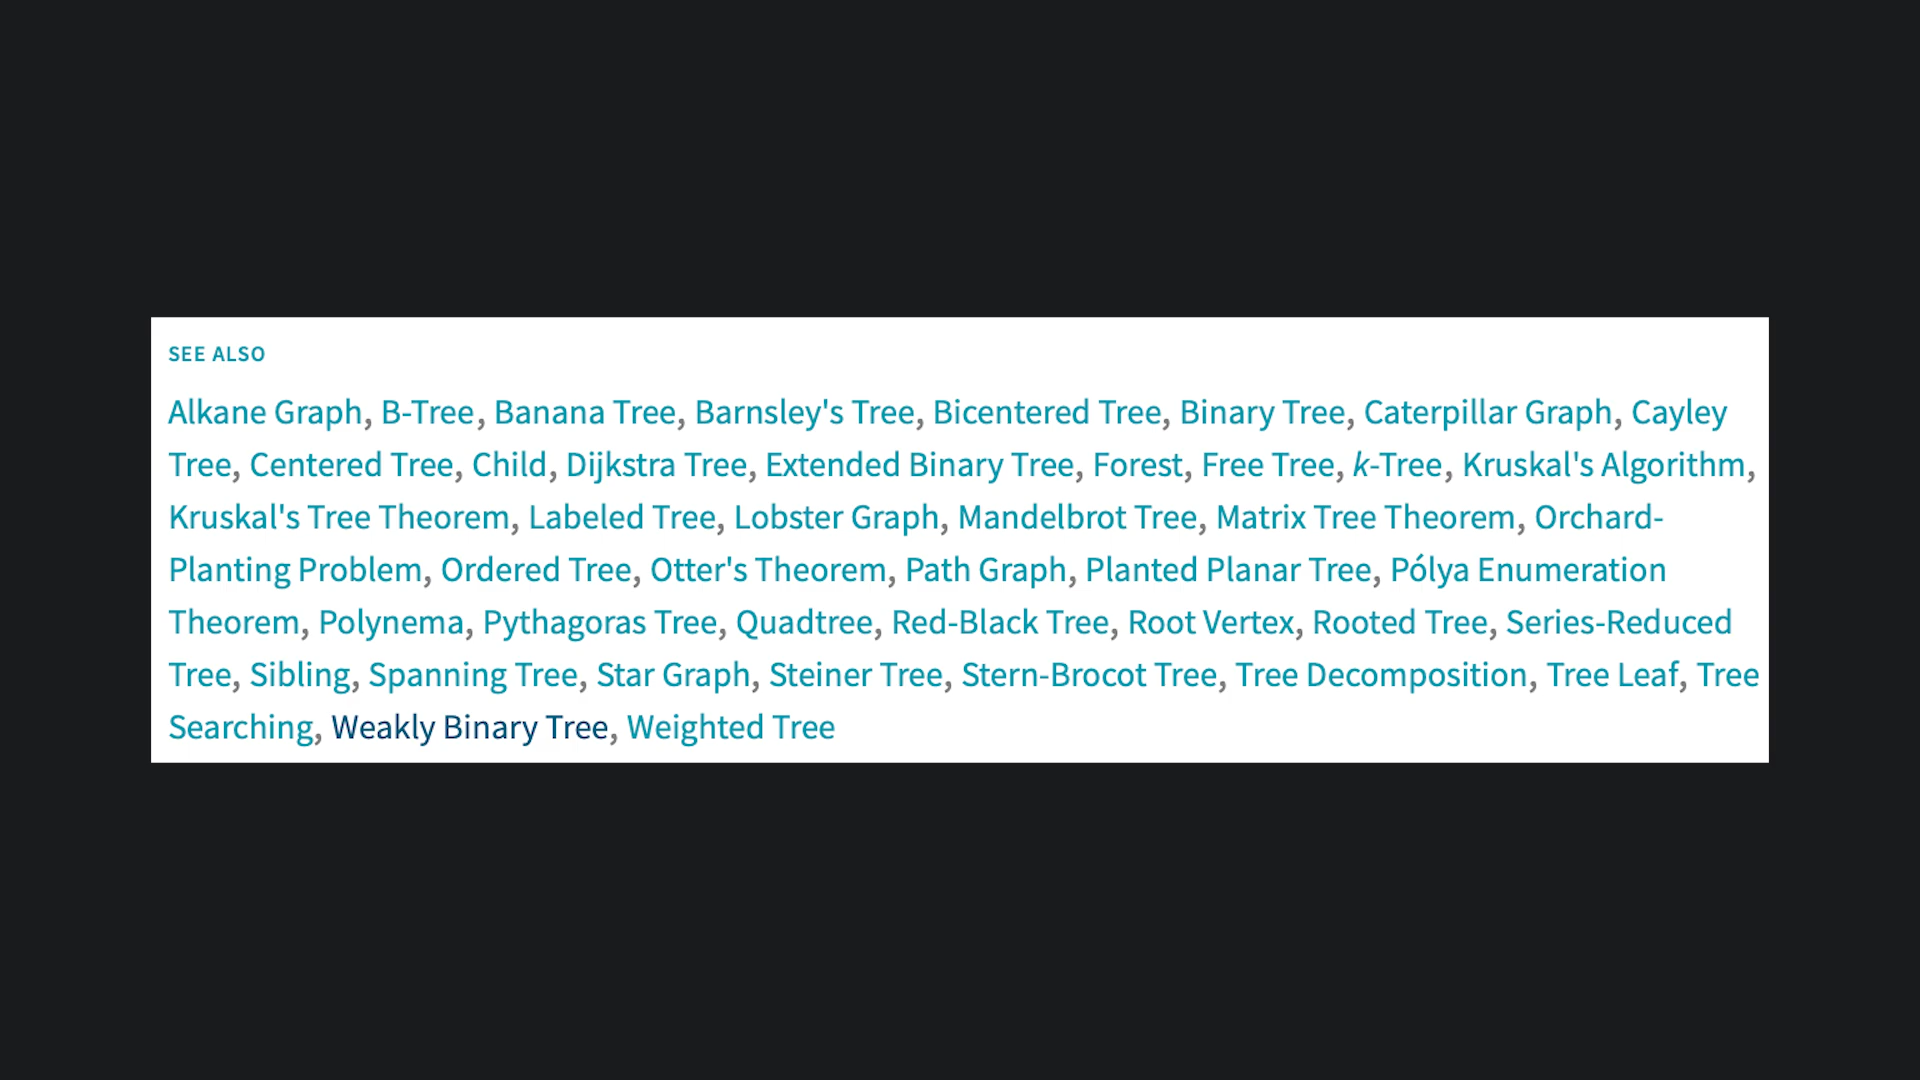 SEE ALSO
Alkane Graph, B-Tree, Banana Tree, Barnsley's Tree, Bicentered Tree, Binary Tree, Caterpillar Graph, Cayley
Tree, Centered Tree, Child, Dijkstra Tree, Extended Binary Tree, Forest, Free Tree, k-Tree, Kruskal's Algorithm,
Kruskal's Tree Theorem, Labeled Tree, Lobster Graph, Mandelbrot Tree, Matrix Tree Theorem, Orchard-
Planting Problem, Ordered Tree, Otter's Theorem, Path Graph, Planted Planar Tree, Pólya Enumeration
Theorem, Polynema, Pythagoras Tree, Quadtree, Red-Black Tree, Root Vertex, Rooted Tree, Series-Reduced
Tree, Sibling, Spanning Tree, Star Graph, Steiner Tree, Stern-Brocot Tree, Tree Decomposition, Tree Leaf, Tree
Searching, Weakly Binary Tree, Weighted Tree